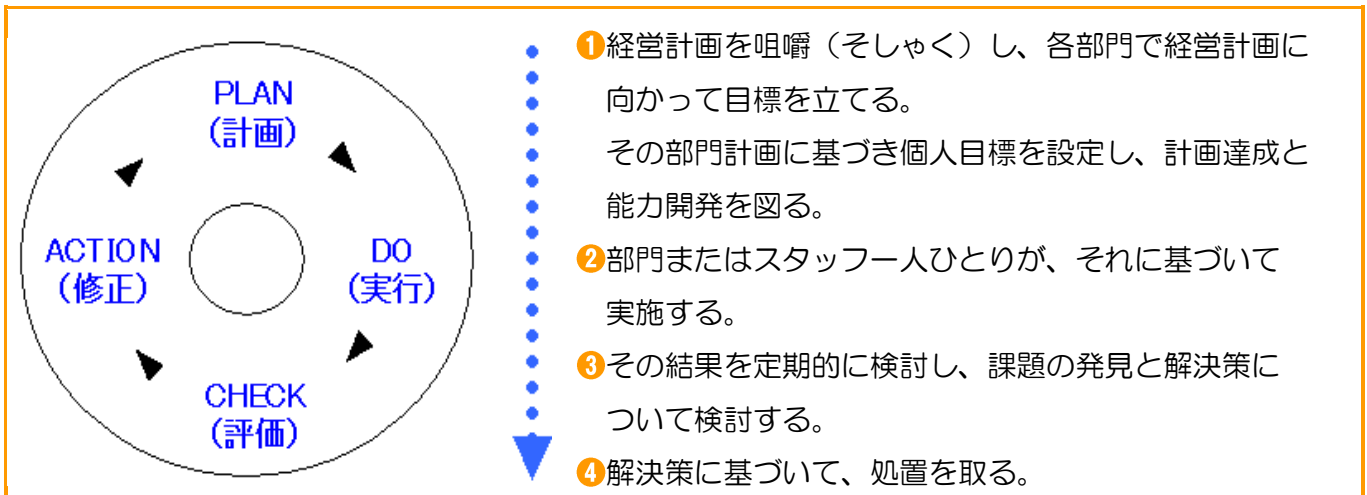 PLAN
(計画)
ACTION
(修正)
DO
(実行)
CHECK
(評価)
❶経営計画を咀嚼（そしゃく）し、各部門で経営計画に
向かって目標を立てる。
その部門計画に基づき個人目標を設定し、計画達成と
能力開発を図る。
❷部門またはスタッフ一人ひとりが、それに基づいて
実施する。
❸その結果を定期的に検討し、課題の発見と解決策に
ついて検討する。
❹解決策に基づいて、処置を取る。